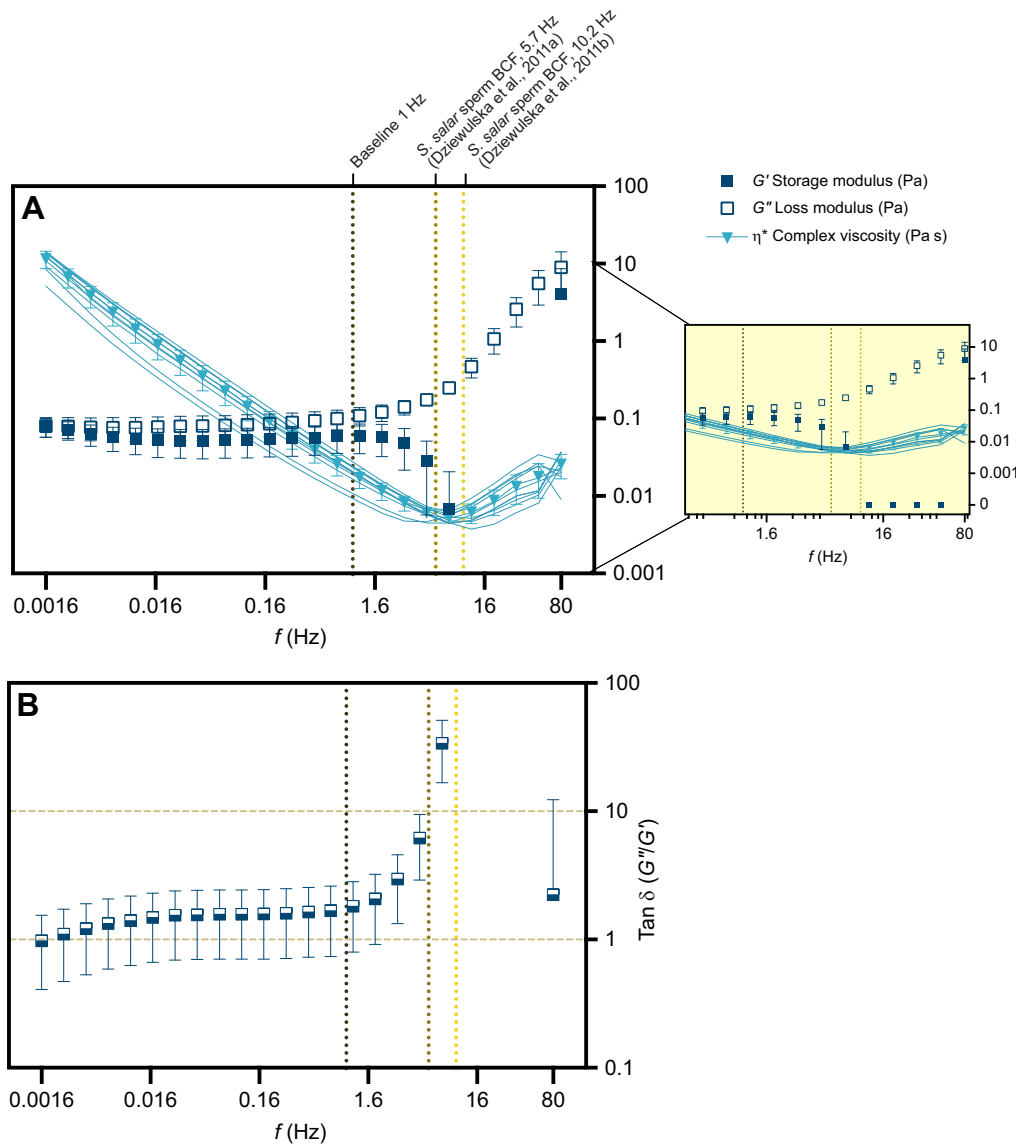 Baseline 1 Hz
S. salar sperm BCF, 5.7 Hz
(Dziewulska et al., 2011a)
S. salar sperm BCF, 10.2 Hz
(Dziewulska et al., 2011b)
A
100
10
1
0.1
0.01
0.001
0.0016
0.016
0.16
1.6
16
80
f (Hz)
G′ Storage modulus (Pa)
G″ Loss modulus (Pa)
η* Complex viscosity (Pa s)
10
1
0.1
0.01
0.001
0
1.6
80
f (Hz)
B
100
10
1
0.1
Tan δ (G″/G′)
0.0016
0.016
0.16
1.6
16
80
f (Hz)